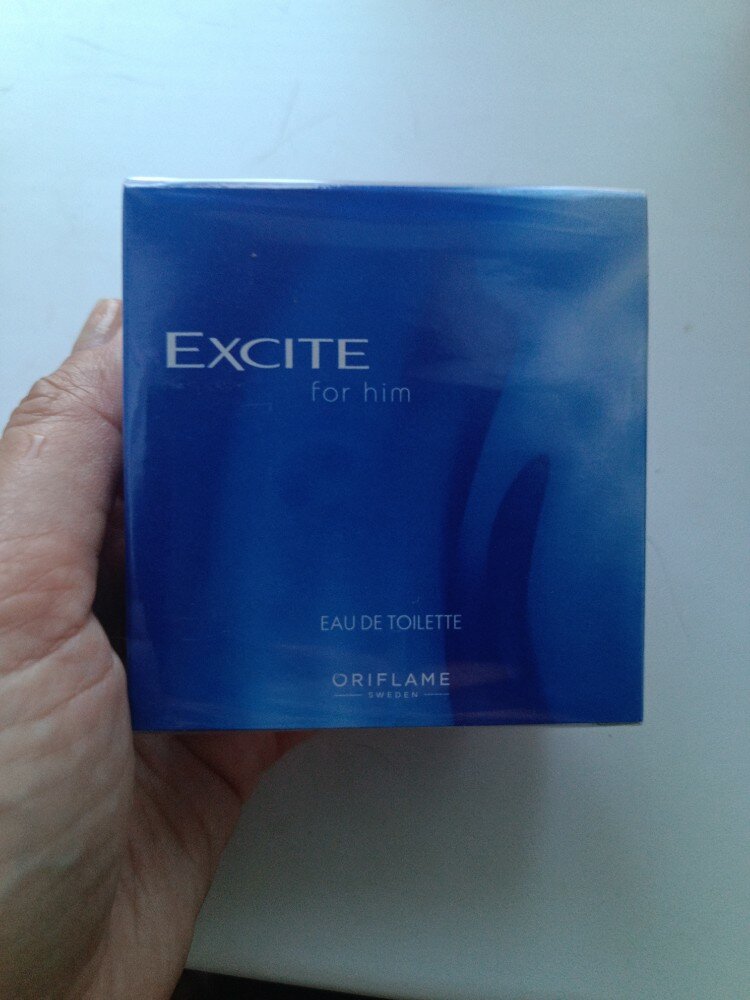 EXCITE
for him
EAU DE TOILETTE
ORIFLAME
SWEDEN